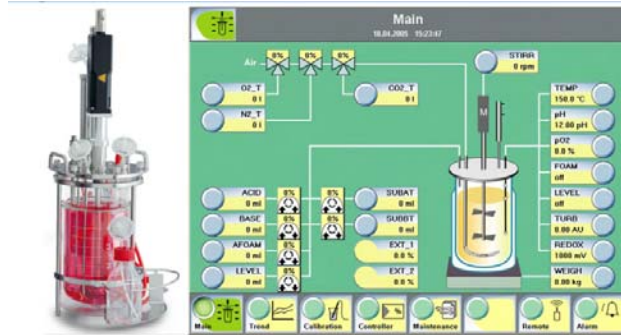 Main
18.04.2005 15:23:47
STIRR
0 rpm
Air
0%
0%
0%
O2_T
0 l
CO2_T
0 l
N2_T
0 l
TEMP
150.0 °C
pH
12.00 pH
pO2
0.0 %
FOAM
off
LEVEL
off
TURB
0.00 AU
REDOX
1000 mV
WEIGH
0.00 kg
ACID
0 ml
0%
0%
SUBAT
0 ml
BASE
0 ml
0%
0%
SUBBT
0 ml
AFOAM
0 ml
0%
EXT_1
0.0 %
LEVEL
0 ml
0%
EXT_2
0.0 %
M
Main
Trend
Calibration
Controller
Maintenance
Remote
Alarm